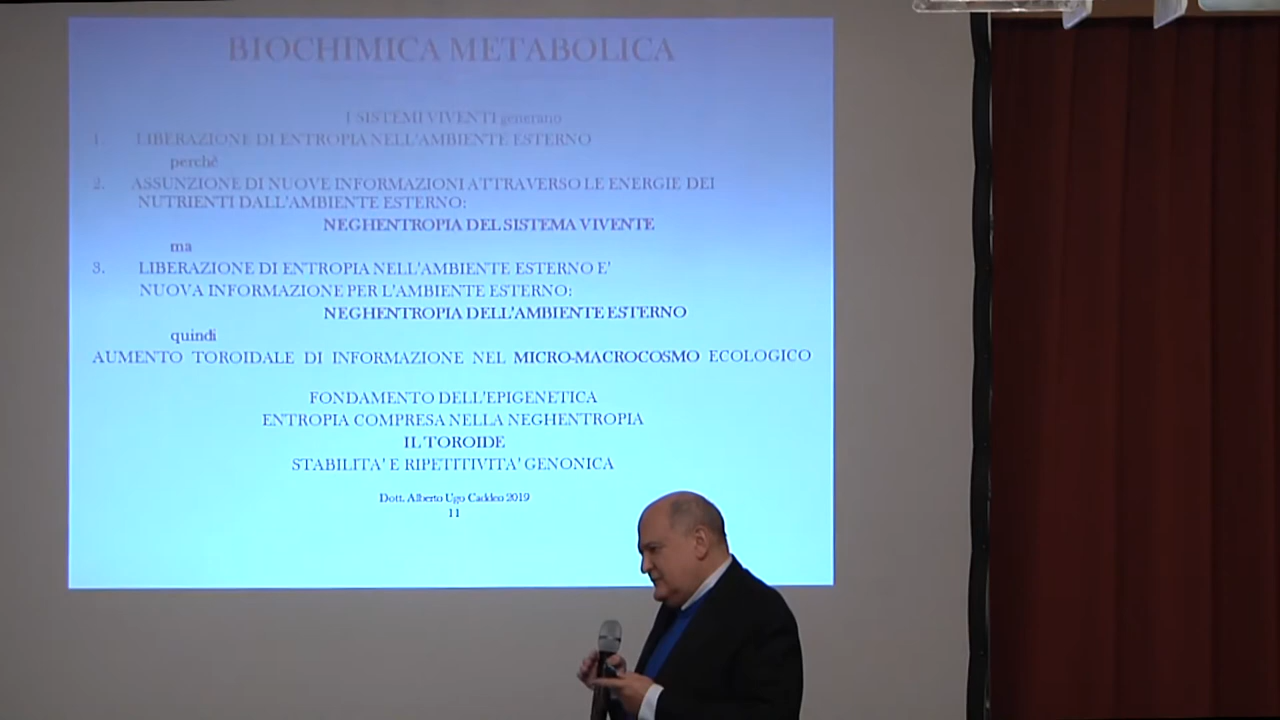 BIOCHIMICA METABOLICA
I SISTEMI VIVENTI generano
1. LIBERAZIONE DI ENTROPIA NELL'AMBIENTE ESTERNO
perchè
2. ASSUNZIONE DI NUOVE INFORMAZIONI ATTRAVERSO LE ENERGIE DEI
NUTRIENTI DALL'AMBIENTE ESTERNO:
NEGHENTROPIA DEL SISTEMA VIVENTE
ma
3. LIBERAZIONE DI ENTROPIA NELL'AMBIENTE ESTERNO E'
NUOVA INFORMAZIONE PER L'AMBIENTE ESTERNO:
NEGHENTROPIA DELL'AMBIENTE ESTERNO
quindi
AUMENTO TOROIDALE DI INFORMAZIONE NEL MICRO-MACROCOSMO ECOLOGICO
FONDAMENTO DELL'EPIGENETICA
ENTROPIA COMPRESA NELLA NEGHENTROPIA
IL TOROIDE
STABILITA' E RIPETITIVITA' GENONICA
Dott. Alberto Ugo Caddeo 2019
11